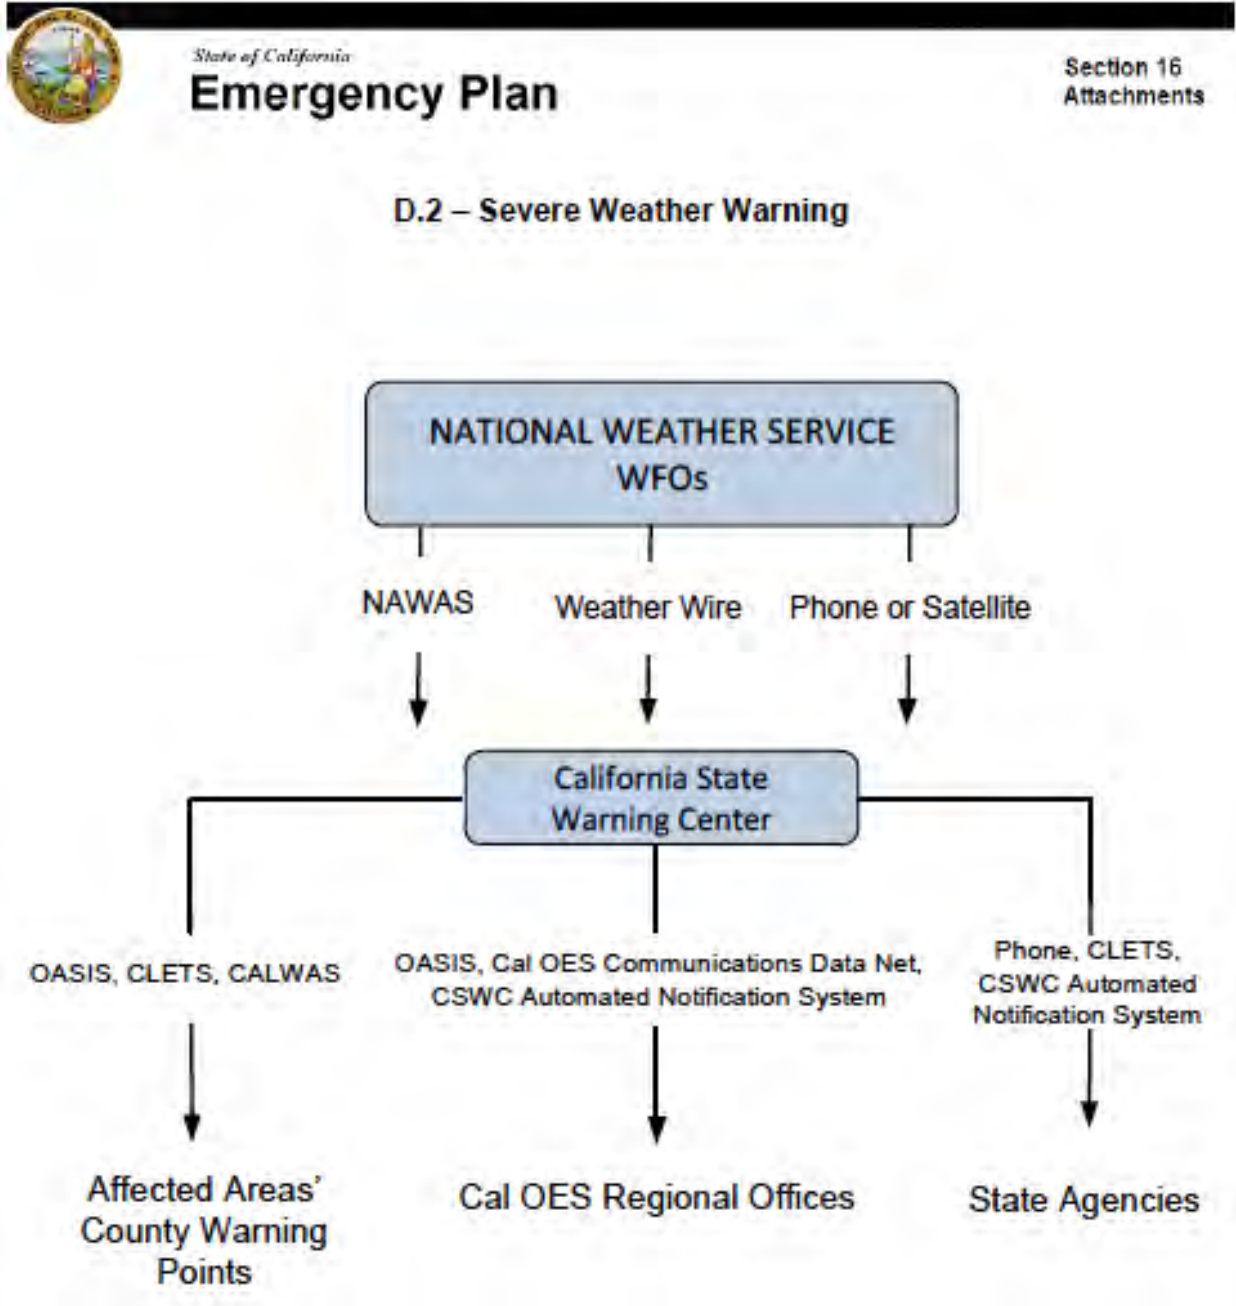 State of California
Emergency Plan
Section 16
Attachments
D.2 – Severe Weather Warning
NATIONAL WEATHER SERVICE
WFOs
NAWAS
Weather Wire
Phone or Satellite
California State
Warning Center
OASIS, CLETS, CALWAS
OASIS, Cal OES Communications Data Net,
CSWC Automated Notification System
Phone, CLETS,
CSWC Automated
Notification System
Affected Areas’
County Warning
Points
Cal OES Regional Offices
State Agencies